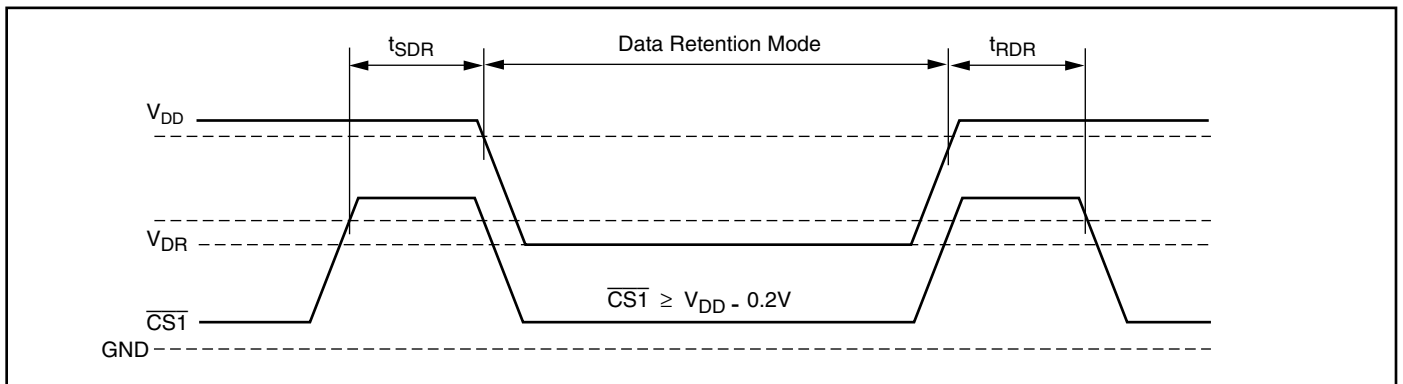 tSDR Data Retention Mode tRDR
VDD
VDR
CS1 ≥ VDD - 0.2V
CS1
GND